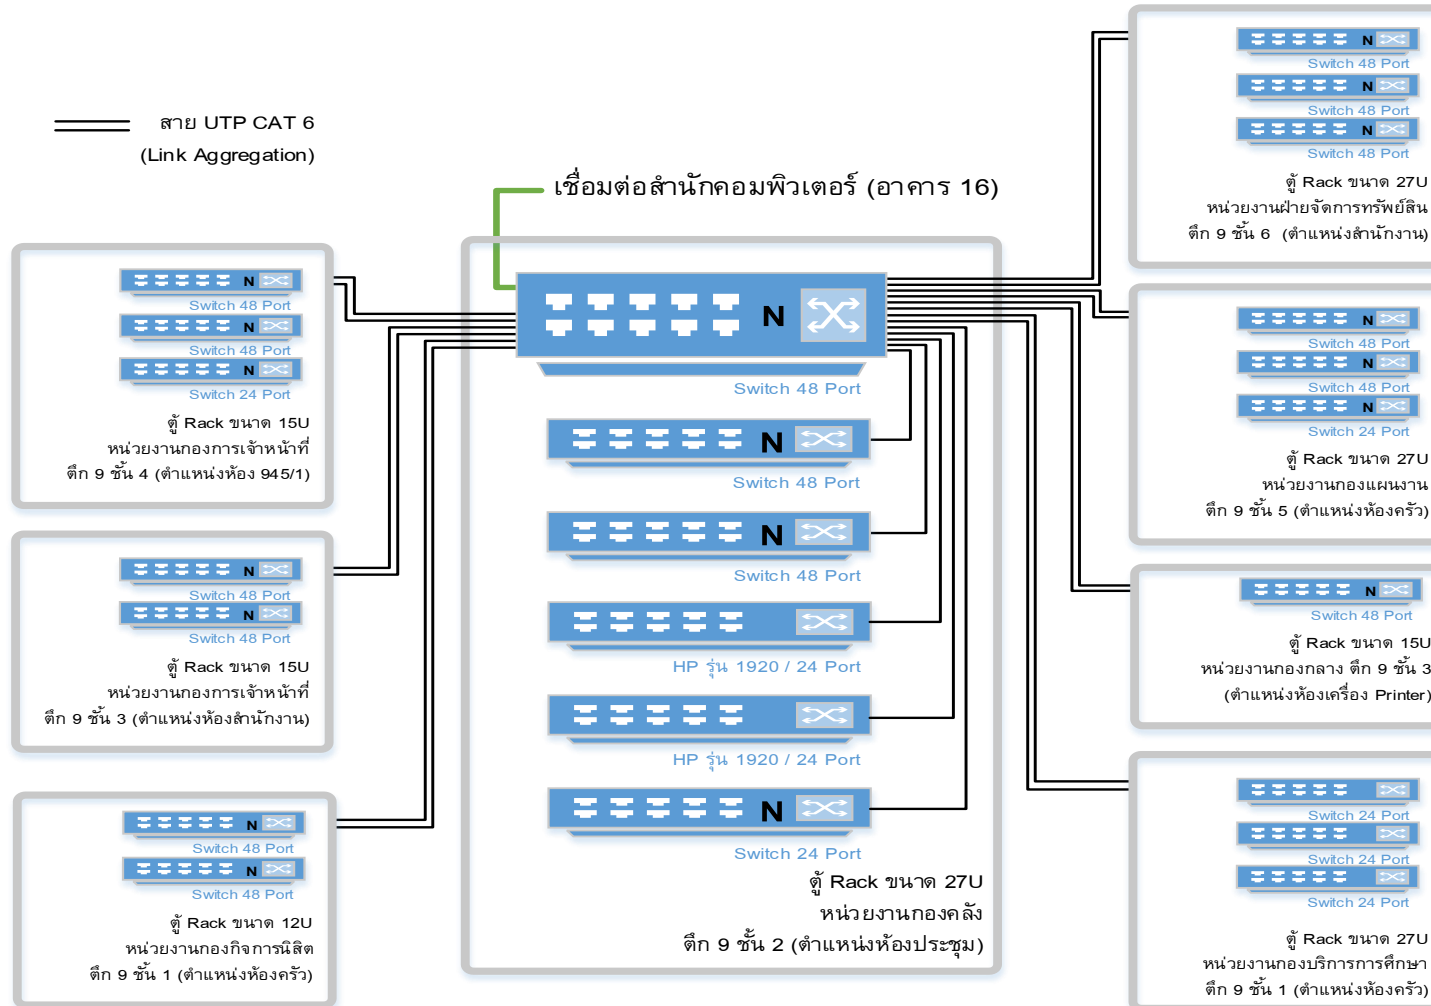 สาย UTP CAT 6
(Link Aggregation)
เชื่อมต่อสำนักคอมพิวเตอร์ (อาคาร 16)
N
Switch 48 Port
N
Switch 48 Port
N
Switch 24 Port
ตู้ Rack ขนาด 15U
หน่วยงานกองการเจ้าหน้าที่
ตึก 9 ชั้น 4 (ตำแหน่งห้อง 945/1)
N
Switch 48 Port
N
Switch 48 Port
ตู้ Rack ขนาด 15U
หน่วยงานกองการเจ้าหน้าที่
ตึก 9 ชั้น 3 (ตำแหน่งห้องสำนักงาน)
N
Switch 48 Port
N
Switch 48 Port
ตู้ Rack ขนาด 12U
หน่วยงานกองกิจการนิสิต
ตึก 9 ชั้น 1 (ตำแหน่งห้องครัว)
N
Switch 48 Port
N
Switch 48 Port
N
Switch 48 Port
HP รุ่น 1920 / 24 Port
HP รุ่น 1920 / 24 Port
N
Switch 24 Port
ตู้ Rack ขนาด 27U
หน่วยงานกองคลัง
ตึก 9 ชั้น 2 (ตำแหน่งห้องประชุม)
N
Switch 48 Port
N
Switch 48 Port
N
Switch 48 Port
ตู้ Rack ขนาด 27U
หน่วยงานฝ่ายจัดการทรัพย์สิน
ตึก 9 ชั้น 6 (ตำแหน่งสำนักงาน)
N
Switch 48 Port
N
Switch 48 Port
N
Switch 24 Port
ตู้ Rack ขนาด 27U
หน่วยงานกองแผนงาน
ตึก 9 ชั้น 5 (ตำแหน่งห้องครัว)
N
Switch 48 Port
ตู้ Rack ขนาด 15U
หน่วยงานกองกลาง ตึก 9 ชั้น 3
(ตำแหน่งห้องเครื่อง Printer)
Switch 24 Port
Switch 24 Port
Switch 24 Port
ตู้ Rack ขนาด 27U
หน่วยงานกองบริการการศึกษา
ตึก 9 ชั้น 1 (ตำแหน่งห้องครัว)